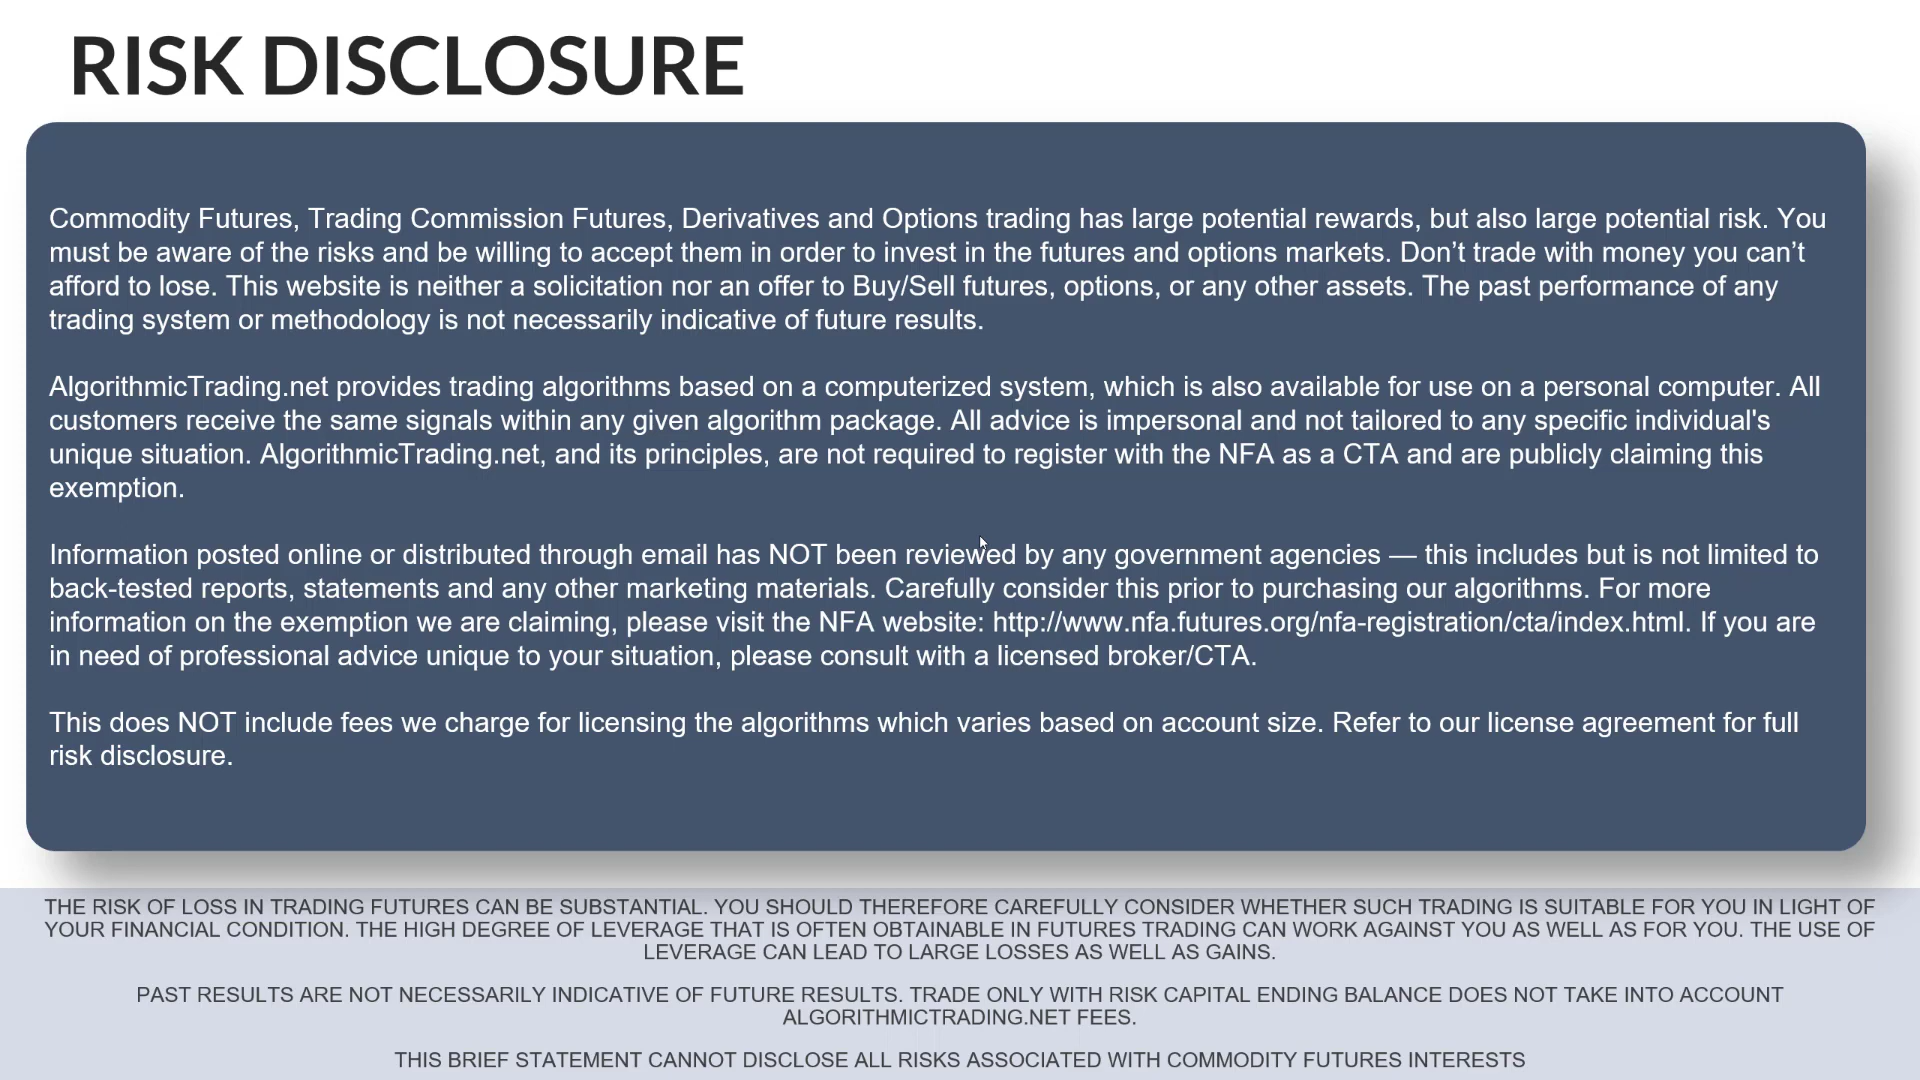 RISK DISCLOSURE
Commodity Futures, Trading Commission Futures, Derivatives and Options trading has large potential rewards, but also large potential risk. You
must be aware of the risks and be willing to accept them in order to invest in the futures and options markets. Don’t trade with money you can’t
afford to lose. This website is neither a solicitation nor an offer to Buy/Sell futures, options, or any other assets. The past performance of any
trading system or methodology is not necessarily indicative of future results.
AlgorithmicTrading.net provides trading algorithms based on a computerized system, which is also available for use on a personal computer. All
customers receive the same signals within any given algorithm package. All advice is impersonal and not tailored to any specific individual's
unique situation. AlgorithmicTrading.net, and its principles, are not required to register with the NFA as a CTA and are publicly claiming this
exemption.
Information posted online or distributed through email has NOT been reviewed by any government agencies — this includes but is not limited to
back-tested reports, statements and any other marketing materials. Carefully consider this prior to purchasing our algorithms. For more
information on the exemption we are claiming, please visit the NFA website: http://www.nfa.futures.org/nfa-registration/cta/index.html. If you are
in need of professional advice unique to your situation, please consult with a licensed broker/CTA.
This does NOT include fees we charge for licensing the algorithms which varies based on account size. Refer to our license agreement for full
risk disclosure.
THE RISK OF LOSS IN TRADING FUTURES CAN BE SUBSTANTIAL. YOU SHOULD THEREFORE CAREFULLY CONSIDER WHETHER SUCH TRADING IS SUITABLE FOR YOU IN LIGHT OF
YOUR FINANCIAL CONDITION. THE HIGH DEGREE OF LEVERAGE THAT IS OFTEN OBTAINABLE IN FUTURES TRADING CAN WORK AGAINST YOU AS WELL AS FOR YOU. THE USE OF
LEVERAGE CAN LEAD TO LARGE LOSSES AS WELL AS GAINS.
PAST RESULTS ARE NOT NECESSARILY INDICATIVE OF FUTURE RESULTS. TRADE ONLY WITH RISK CAPITAL ENDING BALANCE DOES NOT TAKE INTO ACCOUNT
ALGORITHMICTRADING.NET FEES.
THIS BRIEF STATEMENT CANNOT DISCLOSE ALL RISKS ASSOCIATED WITH COMMODITY FUTURES INTERESTS